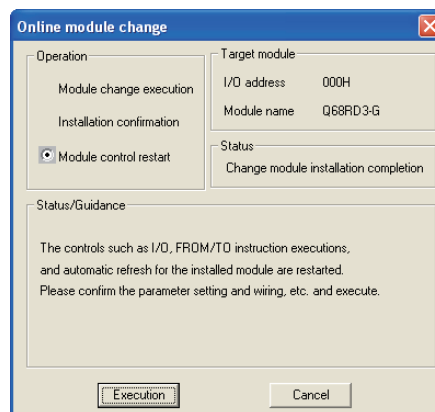 Online module change
Operation
Module change execution
Installation confirmation
Module control restart
Target module
I/O address 000H
Module name Q68RD3-G
Status
Change module installation completion
Status/Guidance
The controls such as I/O, FROM/TO instruction executions,
and automatic refresh for the installed module are restarted.
Please confirm the parameter setting and wiring, etc. and execute.
Execution Cancel